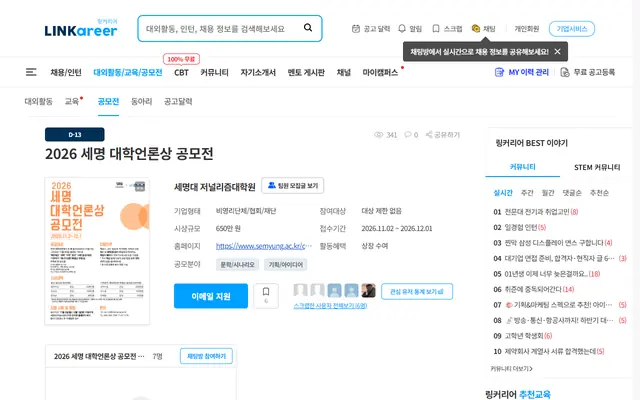 링커리어
LINKareer
대외활동, 인턴, 채용 정보를 검색해보세요
공고 달력
알림
스크랩
채팅
개인회원
기업서비스
채팅방에서 실시간으로 채용 정보를 공유해보세요!
100% 무료
채용/인턴
대외활동/교육/공모전
CBT
커뮤니티
자기소개서
멘토 게시판
채널
마이캠퍼스
MY 이력 관리
무료 공고등록
대외활동
교육
공모전
동아리
공고달력
D-13
341
0
공유하기
2026 세명 대학언론상 공모전
2026
세명
대학언론상
공모전
세명대 저널리즘대학원
팀원 모집글 보기
기업형태
비영리단체/협회/재단
참여대상
대상 제한 없음
시상규모
650만 원
접수기간
2026.11.02 ~ 2026.12.01
홈페이지
https://www.semyung.ac.kr/c...
활동혜택
상장 수여
공모분야
문학/시나리오
기획/아이디어
이메일 지원
6
스크랩한 사용자 전체보기 (6명)
관심 유저 통계 보기
2026 세명 대학언론상 공모전 ...
7명
채팅방 참여하기
링커리어 BEST 이야기
커뮤니티
STEM 커뮤니티
실시간
주간
월간
댓글순
추천순
01 전문대 전기과 취업고민 (8)
02 일경험 인턴 (5)
03 찐막 삼성 디스플레이 면스 구합니다 (4)
04 대기업 면접 준비, 합격자·현직자 글 6...
05 01년생 이제 너무 늦은걸까요.. (18)
06 취준에 중독되어간다 (14)
07 기획&마케팅 스펙으로 추천! 아이...
08 방송·통신·항공사까지! 하반기 대...
09 고학년 학생회 (6)
10 제약회사 계열사 서류 합격했는데 (5)
커뮤니티 더보기
링커리어 추천교육